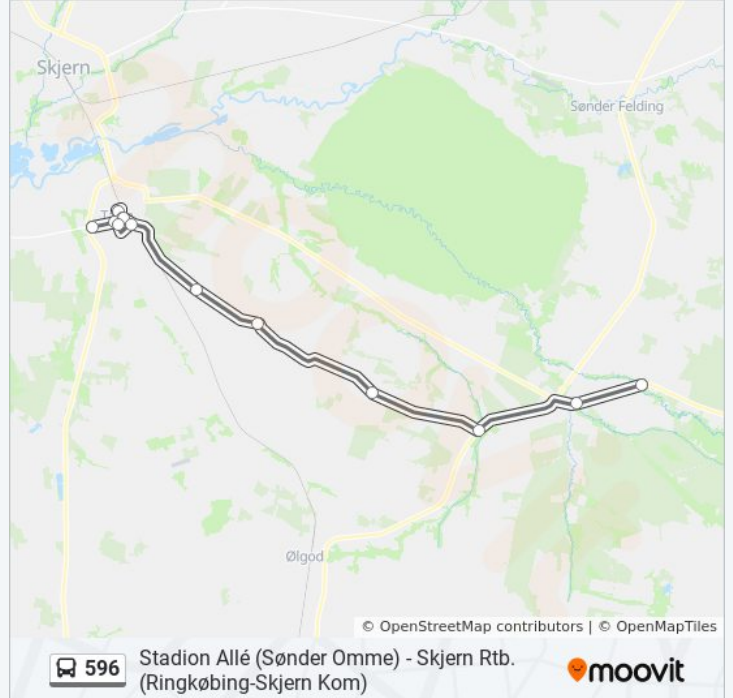 Skjern
Sønder Felding
Ølgod
© OpenStreetMap contributors | © OpenMapTiles
596
Stadion Allé (Sønder Omme) - Skjern Rtb.
(Ringkøbing-Skjern Kom)
moovit